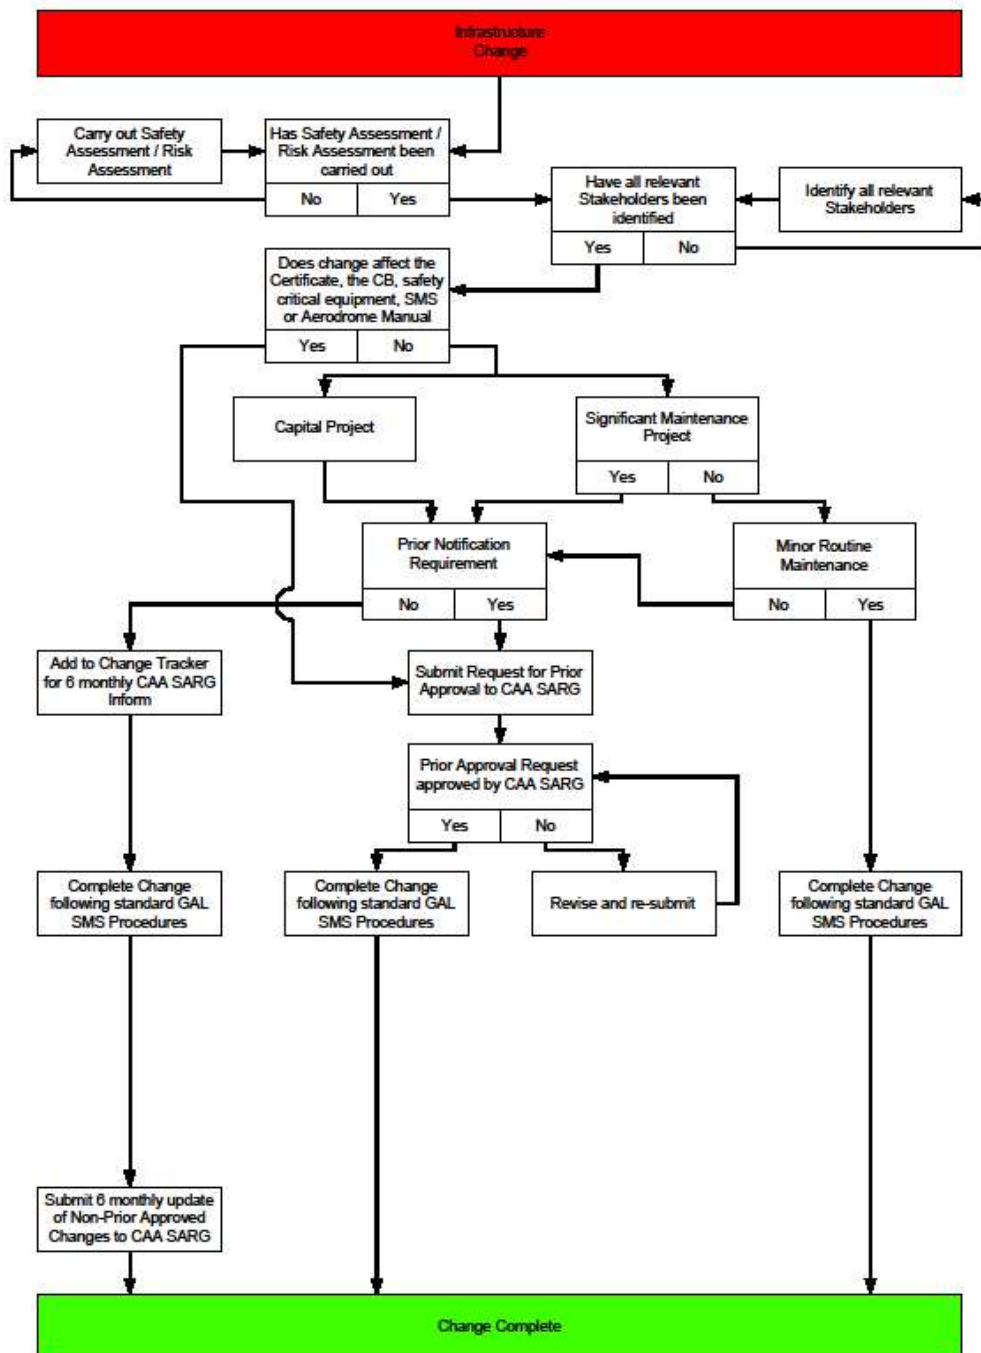 Infrastructure
Change
Carry out Safety
Assessment / Risk
Assessment
Has Safety Assessment /
Risk Assessment been
carried out
No
Yes
Have all relevant
Stakeholders been
identified
Yes
No
Identify all relevant
Stakeholders
Does change affect the
Certificate, the CB, safety
critical equipment, SMS
or Aerodrome Manual
Yes
No
Capital Project
Significant Maintenance
Project
Yes
No
Prior Notification
Requirement
No
Yes
Minor Routine
Maintenance
No
Yes
Add to Change Tracker
for 6 monthly CAA SARG
Inform
Submit Request for Prior
Approval to CAA SARG
Prior Approval Request
approved by CAA SARG
Yes
No
Complete Change
following standard GAL
SMS Procedures
Complete Change
following standard GAL
SMS Procedures
Revise and re-submit
Complete Change
following standard GAL
SMS Procedures
Submit 6 monthly update
of Non-Prior Approved
Changes to CAA SARG
Change Complete